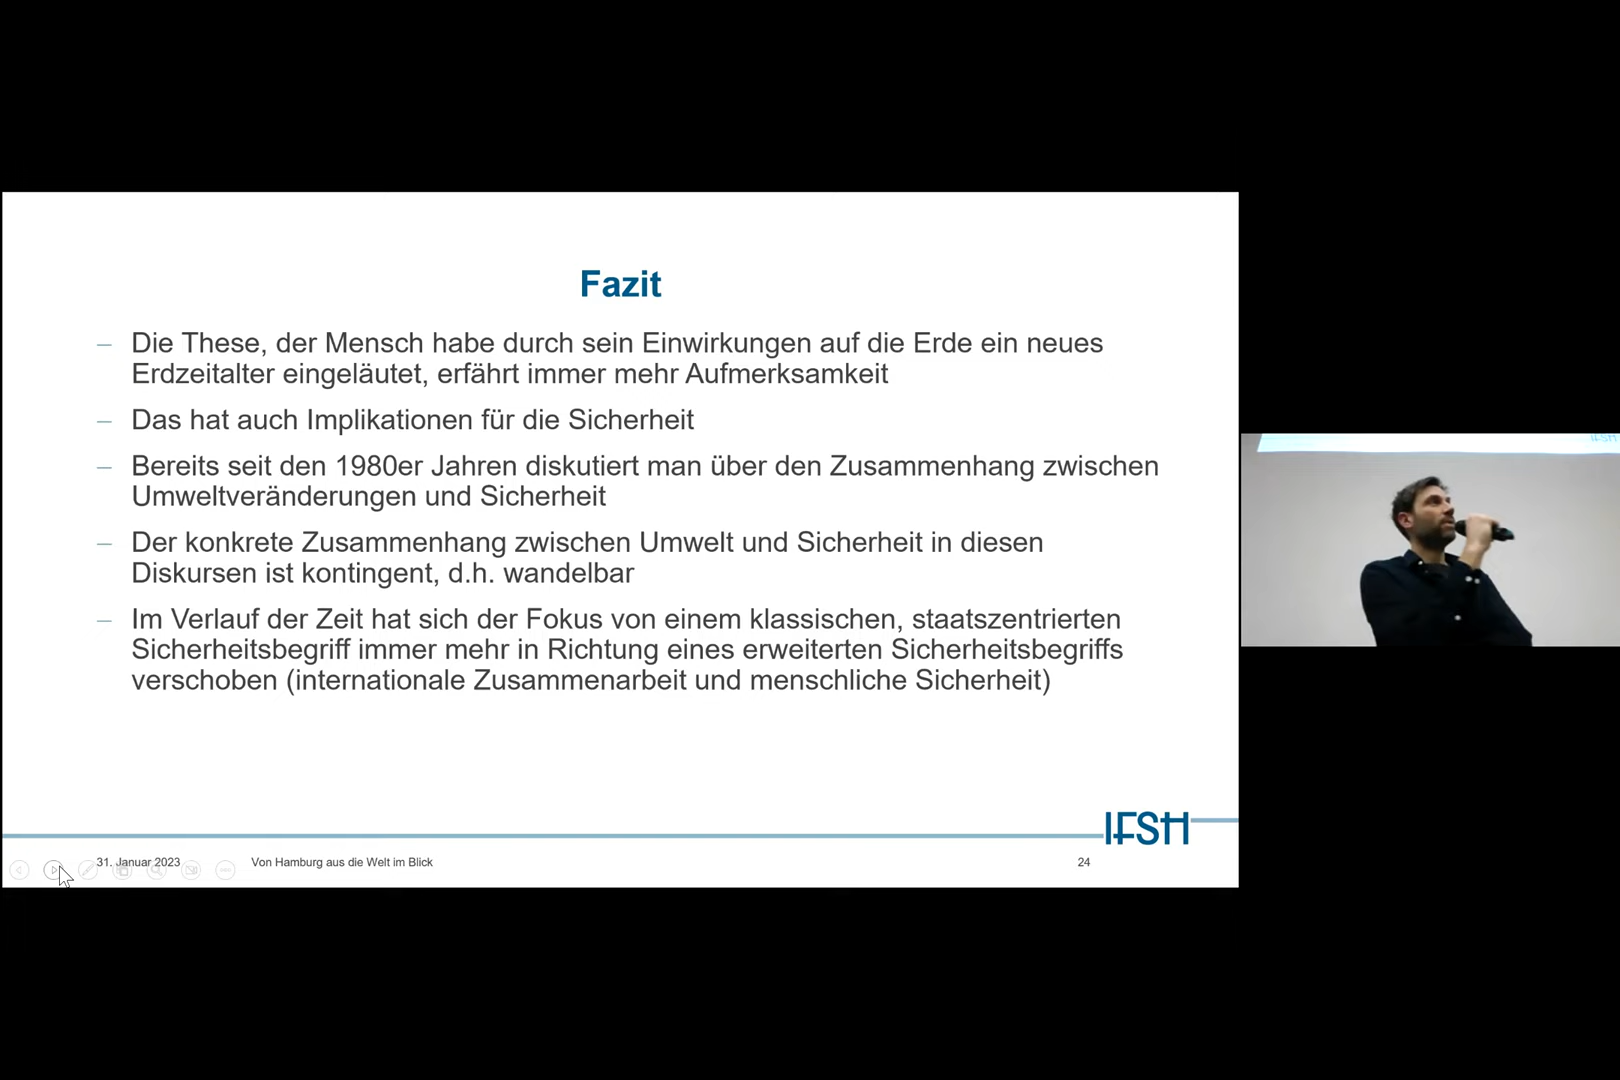 Fazit
– Die These, der Mensch habe durch sein Einwirkungen auf die Erde ein neues
Erdzeitalter eingeläutet, erfährt immer mehr Aufmerksamkeit
– Das hat auch Implikationen für die Sicherheit
– Bereits seit den 1980er Jahren diskutiert man über den Zusammenhang zwischen
Umweltveränderungen und Sicherheit
– Der konkrete Zusammenhang zwischen Umwelt und Sicherheit in diesen
Diskursen ist kontingent, d.h. wandelbar
– Im Verlauf der Zeit hat sich der Fokus von einem klassischen, staatszentrierten
Sicherheitsbegriff immer mehr in Richtung eines erweiterten Sicherheitsbegriffs
verschoben (internationale Zusammenarbeit und menschliche Sicherheit)
IFSH
31. Januar 2023 Von Hamburg aus die Welt im Blick 24
IFSH